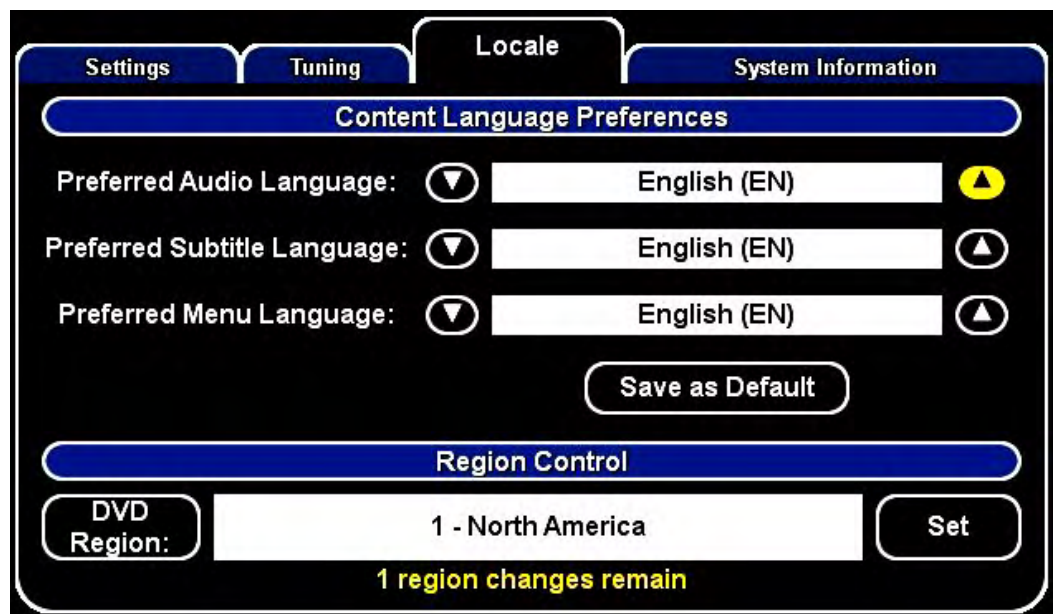 Settings Tuning Locale System Information
Content Language Preferences
Preferred Audio Language: English (EN)
Preferred Subtitle Language: English (EN)
Preferred Menu Language: English (EN)
Save as Default
Region Control
DVD Region: 1 - North America Set
1 region changes remain